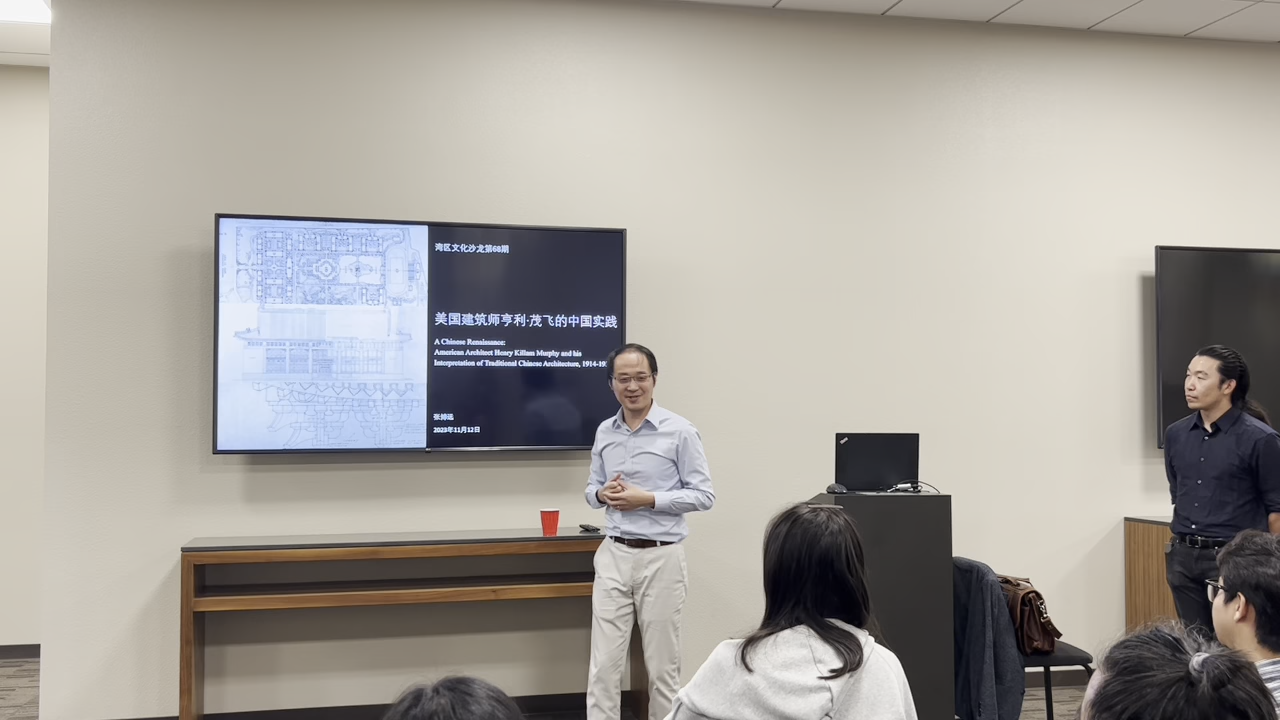 湾区文化沙龙第68期
美国建筑师亨利·茂飞的中国实践
A Chinese Renaissance:
American Architect Henry Killam Murphy and his
Interpretation of Traditional Chinese Architecture, 1914-19
2023年11月12日